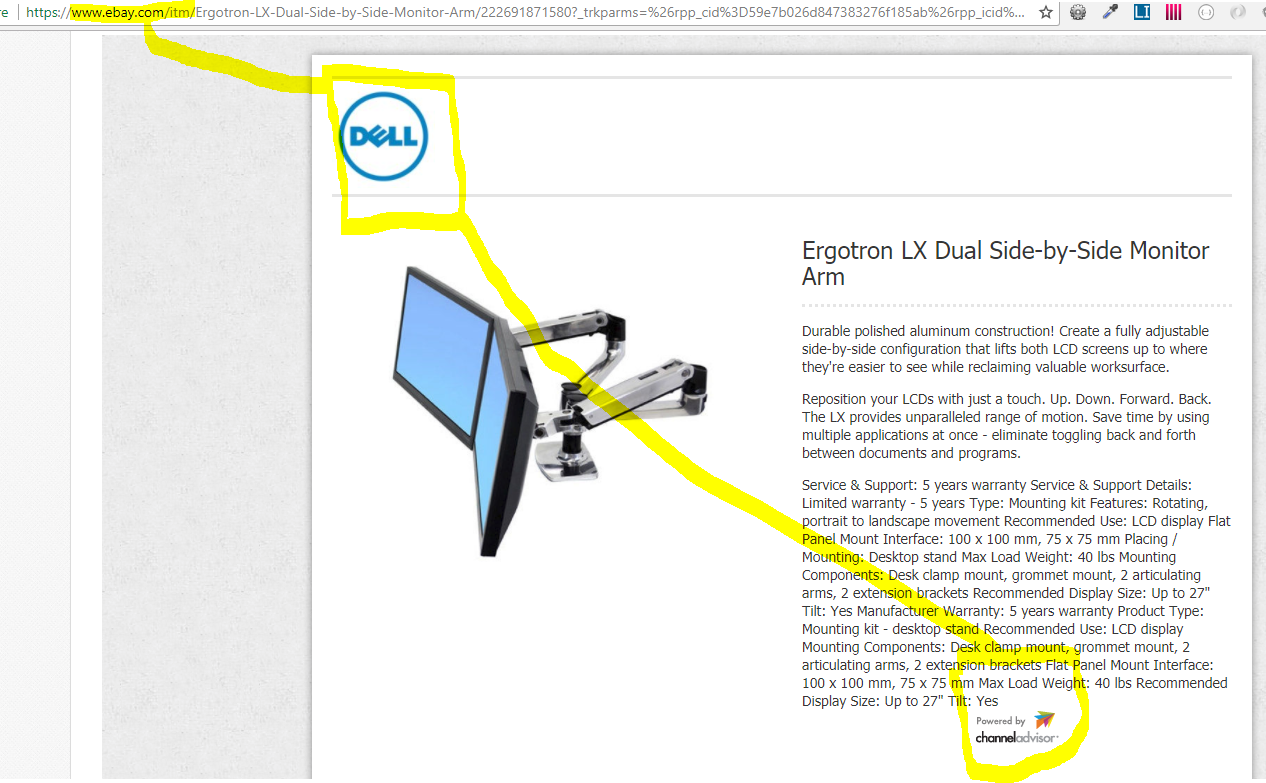 re https://www.ebay.com/itm/Ergotron-LX-Dual-Side-by-Side-Monitor-Arm/222691871580?_trkparms=%26rpp_cid%3D59e7b0b2d847383276f185ab%26rpp_icid%...
LI
DELL
Ergotron LX Dual Side-by-Side Monitor
Arm
Durable polished aluminum construction! Create a fully adjustable
side-by-side configuration that lifts both LCD screens up to where
they're easier to see while reclaiming valuable worksurface.
Reposition your LCDs with just a touch. Up. Down. Forward. Back.
The LX provides unparalleled range of motion. Save time by using
multiple applications at once - eliminate toggling back and forth
between documents and programs.
Service & Support: 5 years warranty Service & Support Details:
Limited warranty - 5 years Type: Mounting kit Features: Rotating,
portrait to landscape movement Recommended Use: LCD display Flat
Panel Mount Interface: 100 x 100 mm, 75 x 75 mm Placing /
Mounting: Desktop stand Max Load Weight: 40 lbs Mounting
Components: Desk clamp mount, grommet mount, 2 articulating
arms, 2 extension brackets Recommended Display Size: Up to 27"
Tilt: Yes Manufacturer Warranty: 5 years warranty Product Type:
Mounting kit - desktop stand Recommended Use: LCD display
Mounting Components: Desk clamp mount, grommet mount, 2
articulating arms, 2 extension brackets Flat Panel Mount Interface:
100 x 100 mm, 75 x 75 mm Max Load Weight: 40 lbs Recommended
Display Size: Up to 27" Tilt: Yes
Powered by
channeladvisor